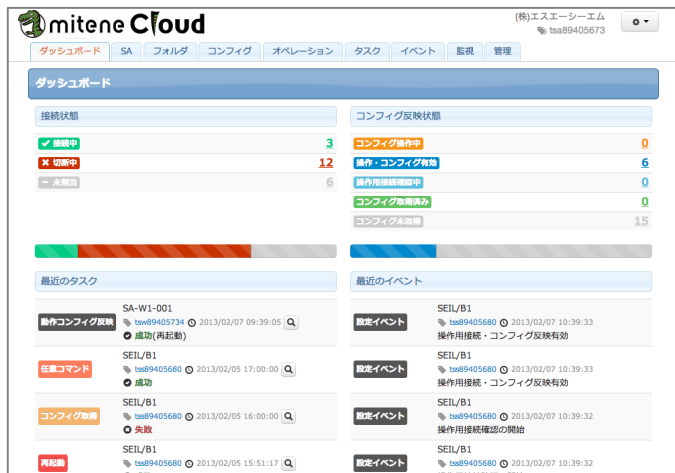 mitene Cloud
(株)エスエーシーエム
tsa89405673
ダッシュボード SA フォルダ コンフィグ オペレーション タスク イベント 監視 管理
ダッシュボード
接続状態
接続中 3
切断中 12
未割当 6
コンフィグ反映状態
コンフィグ操作中 0
操作・コンフィグ有効 6
操作用接続確認中 0
コンフィグ取得済み 0
コンフィグ未取得 15
最近のタスク
動作コンフィグ反映
SA-W1-001
tsw89405734 2013/02/07 09:39:05
成功(再起動)
任意コマンド
SEIL/B1
tss89405680 2013/02/05 17:00:00
成功
コンフィグ取得
SEIL/B1
tss89405680 2013/02/05 16:00:00
失敗
再起動
SEIL/B1
tss89405680 2013/02/05 15:51:17
最近のイベント
設定イベント
SEIL/B1
tss89405680 2013/02/07 10:39:33
操作用接続・コンフィグ反映有効
設定イベント
SEIL/B1
tss89405680 2013/02/07 10:39:33
操作用接続・コンフィグ反映有効
設定イベント
SEIL/B1
tss89405680 2013/02/07 10:39:32
操作用接続確認の開始
設定イベント
SEIL/B1
tss89405680 2013/02/07 10:39:32